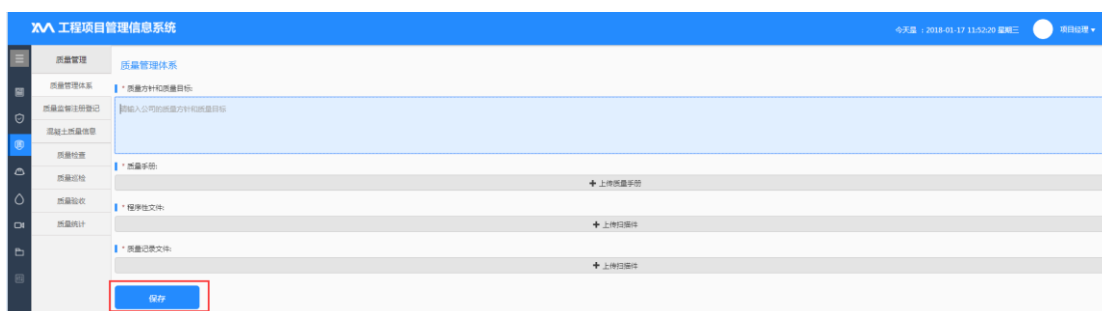 工程项目管理信息系统
今天是：2018-01-17 11:52:20 星期三 项目经理
质量管理
质量管理体系
质量管理体系
* 质量方针和质量目标:
请输入公司的质量方针和质量目标
质量监督注册登记
混凝土质量信息
质量检查
* 质量手册:
质量巡检
+ 上传质量手册
质量验收
* 程序性文件:
质量统计
+ 上传扫描件
* 质量记录文件:
+ 上传扫描件
保存